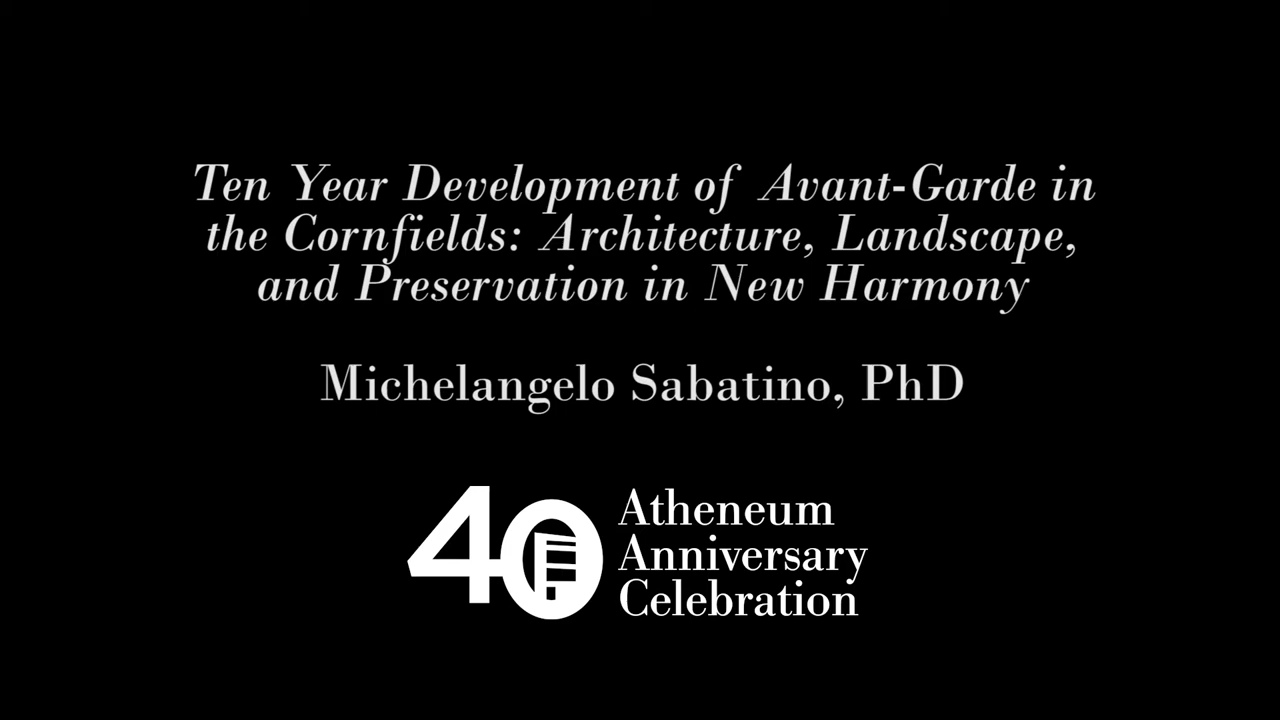 Ten Year Development of Avant-Garde in
the Cornfields: Architecture, Landscape,
and Preservation in New Harmony
Michelangelo Sabatino, PhD
40
Atheneum
Anniversary
Celebration